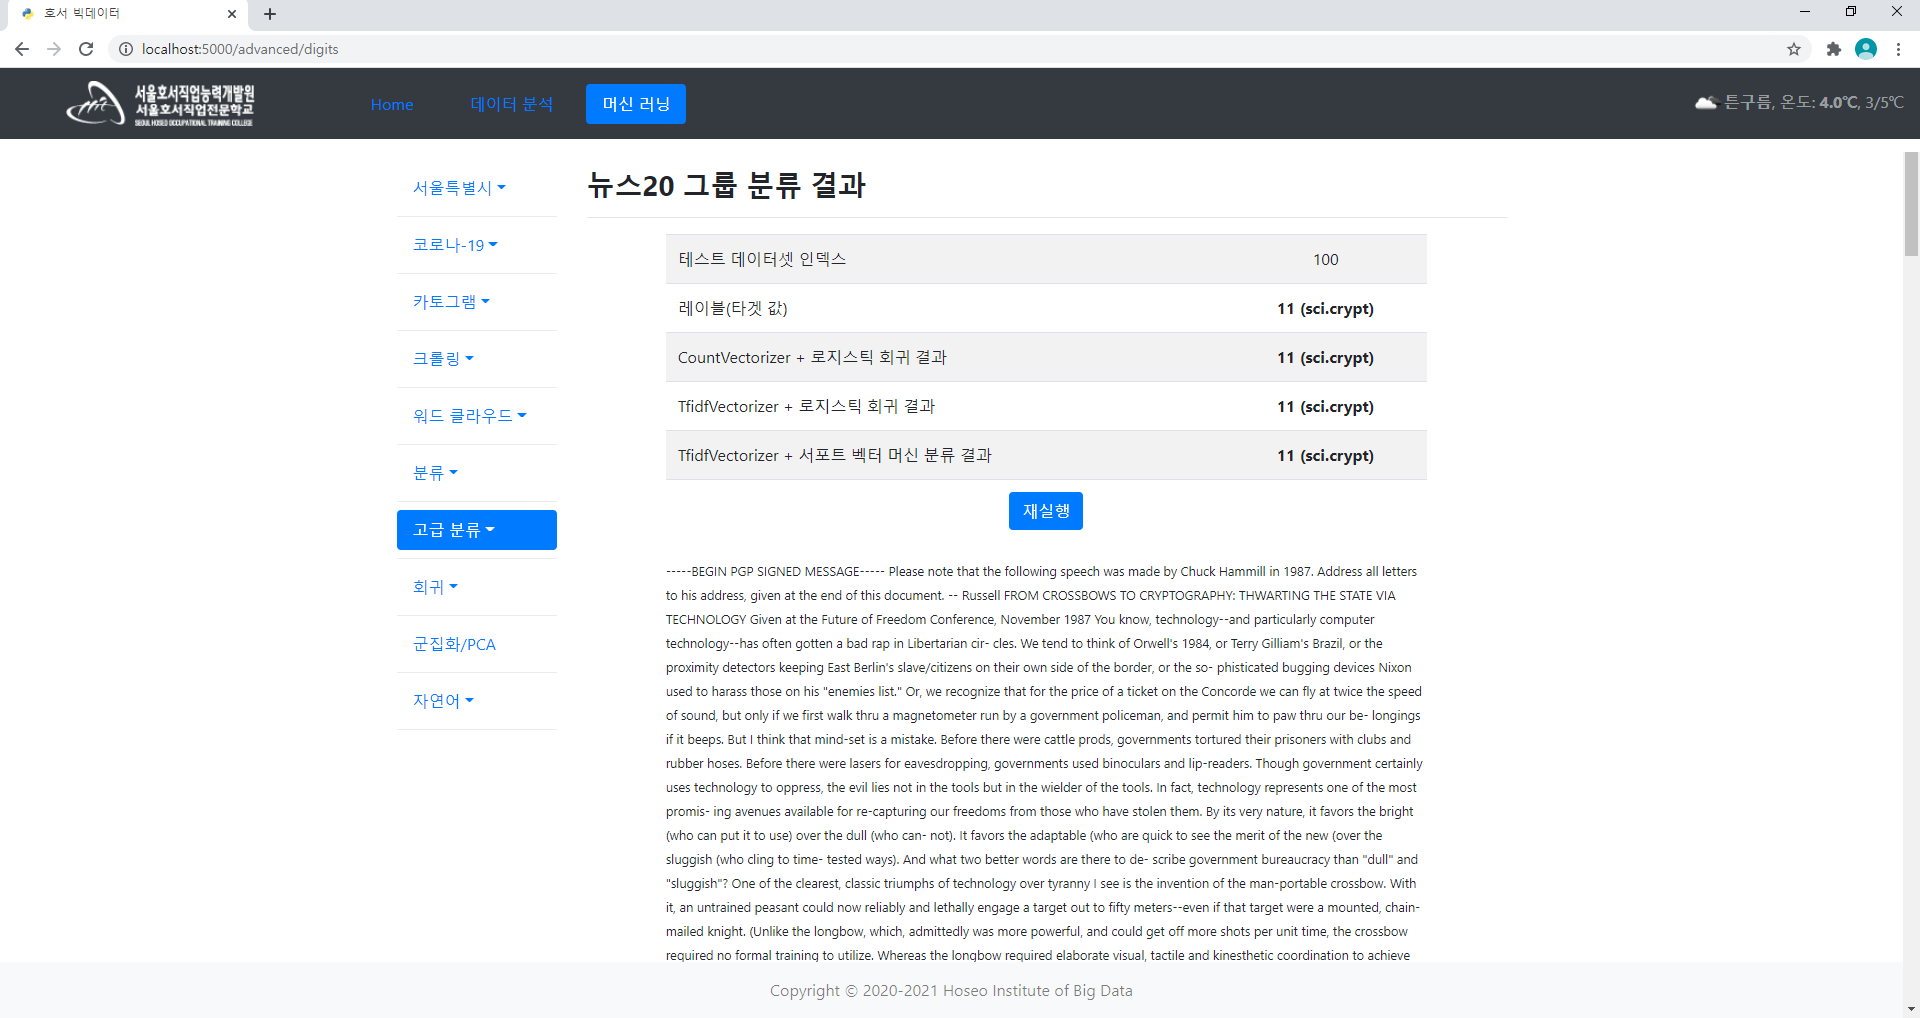 호서 빅데이터
localhost:5000/advanced/digits
서울호서직업능력개발원
서울호서직업전문학교
SEOUL HOSEO OCCUPATIONAL TRAINING COLLEGE
Home
데이터 분석
머신 러닝
튼구름, 온도: 4.0℃, 3/5℃
서울특별시
코로나-19
카토그램
크롤링
워드 클라우드
분류
고급 분류
회귀
군집화/PCA
자연어
뉴스20 그룹 분류 결과
테스트 데이터셋 인덱스 100
레이블(타겟 값) 11 (sci.crypt)
CountVectorizer + 로지스틱 회귀 결과 11 (sci.crypt)
TfidfVectorizer + 로지스틱 회귀 결과 11 (sci.crypt)
TfidfVectorizer + 서포트 벡터 머신 분류 결과 11 (sci.crypt)
재실행
-----BEGIN PGP SIGNED MESSAGE----- Please note that the following speech was made by Chuck Hammill in 1987. Address all letters
to his address, given at the end of this document. -- Russell FROM CROSSBOWS TO CRYPTOGRAPHY: THWARTING THE STATE VIA
TECHNOLOGY Given at the Future of Freedom Conference, November 1987 You know, technology--and particularly computer
technology--has often gotten a bad rap in Libertarian cir- cles. We tend to think of Orwell's 1984, or Terry Gilliam's Brazil, or the
proximity detectors keeping East Berlin's slave/citizens on their own side of the border, or the so- phisticated bugging devices Nixon
used to harass those on his "enemies list." Or, we recognize that for the price of a ticket on the Concorde we can fly at twice the speed
of sound, but only if we first walk thru a magnetometer run by a government policeman, and permit him to paw thru our be- longings
if it beeps. But I think that mind-set is a mistake. Before there were cattle prods, governments tortured their prisoners with clubs and
rubber hoses. Before there were lasers for eavesdropping, governments used binoculars and lip-readers. Though government certainly
uses technology to oppress, the evil lies not in the tools but in the wielder of the tools. In fact, technology represents one of the most
promis- ing avenues available for re-capturing our freedoms from those who have stolen them. By its very nature, it favors the bright
(who can put it to use) over the dull (who can- not). It favors the adaptable (who are quick to see the merit of the new (over the
sluggish (who cling to time- tested ways). And what two better words are there to de- scribe government bureaucracy than "dull" and
"sluggish"? One of the clearest, classic triumphs of technology over tyranny I see is the invention of the man-portable crossbow. With
it, an untrained peasant could now reliably and lethally engage a target out to fifty meters--even if that target were a mounted, chain-
mailed knight. (Unlike the longbow, which, admittedly was more powerful, and could get off more shots per unit time, the crossbow
required no formal training to utilize. Whereas the longbow required elaborate visual, tactile and kinesthetic coordination to achieve
Copyright © 2020-2021 Hoseo Institute of Big Data